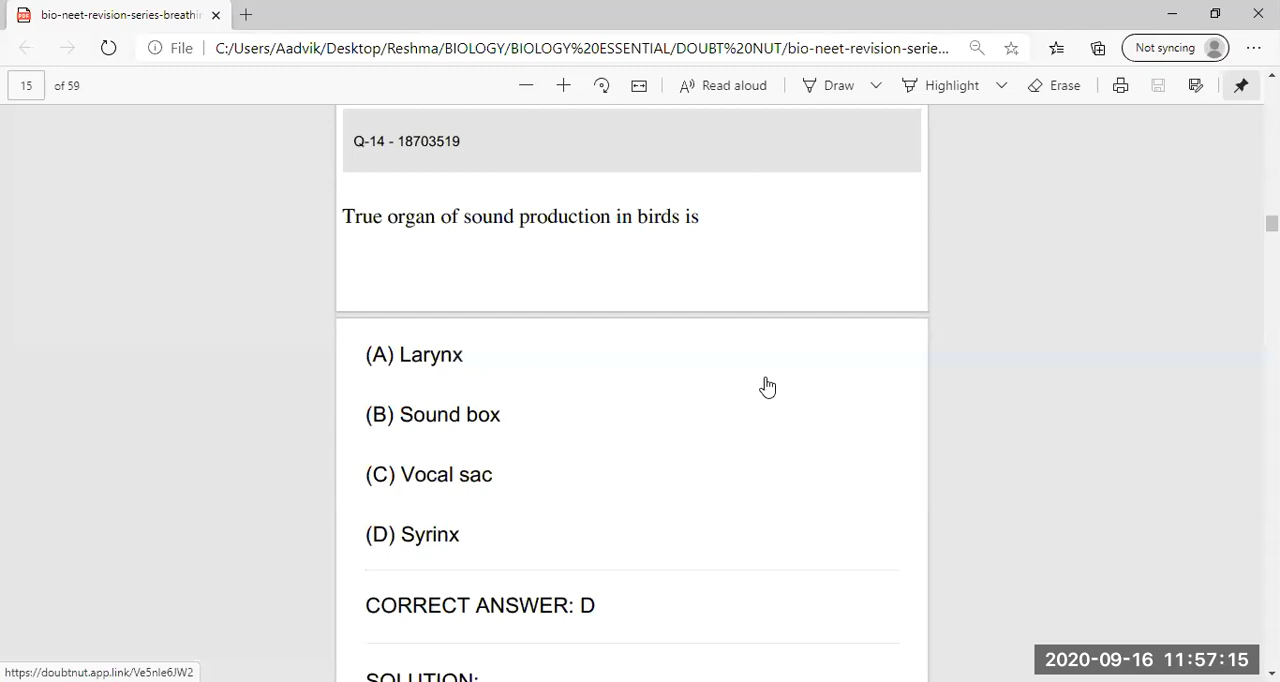 bio-neet-revision-series-breathi
File
C:/Users/Aadvik/Desktop/Reshma/BIOLOGY/BIOLOGY%20ESSENTIAL/DOUBT%20NUT/bio-neet-revision-serie...
Not syncing
15 of 59
Read aloud
Draw
Highlight
Erase
Q-14 - 18703519
True organ of sound production in birds is
(A) Larynx
(B) Sound box
(C) Vocal sac
(D) Syrinx
CORRECT ANSWER: D
SOLUTION:
https://doubtnut.app.link/Ve5nle6JW2
2020-09-16 11:57:15